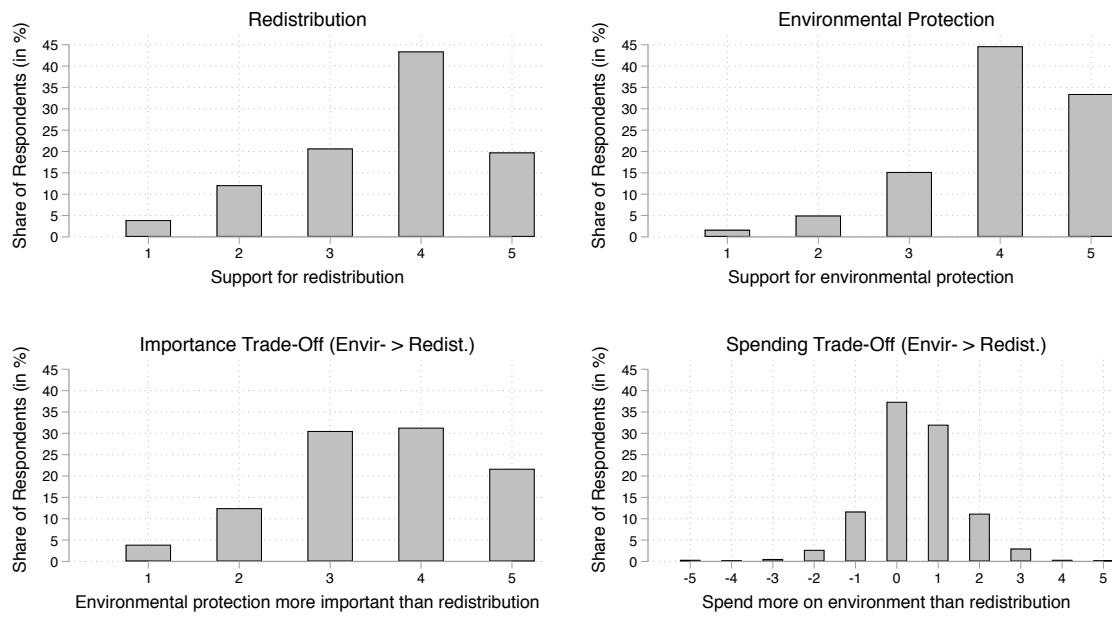 Redistribution
Share of Respondents (in %)
45
40
35
30
25
20
15
10
5
0
1 2 3 4 5
Support for redistribution
Environmental Protection
Share of Respondents (in %)
45
40
35
30
25
20
15
10
5
0
1 2 3 4 5
Support for environmental protection
Importance Trade-Off (Envir- > Redist.)
Share of Respondents (in %)
45
40
35
30
25
20
15
10
5
0
1 2 3 4 5
Environmental protection more important than redistribution
Spending Trade-Off (Envir- > Redist.)
Share of Respondents (in %)
45
40
35
30
25
20
15
10
5
0
-5 -4 -3 -2 -1 0 1 2 3 4 5
Spend more on environment than redistribution